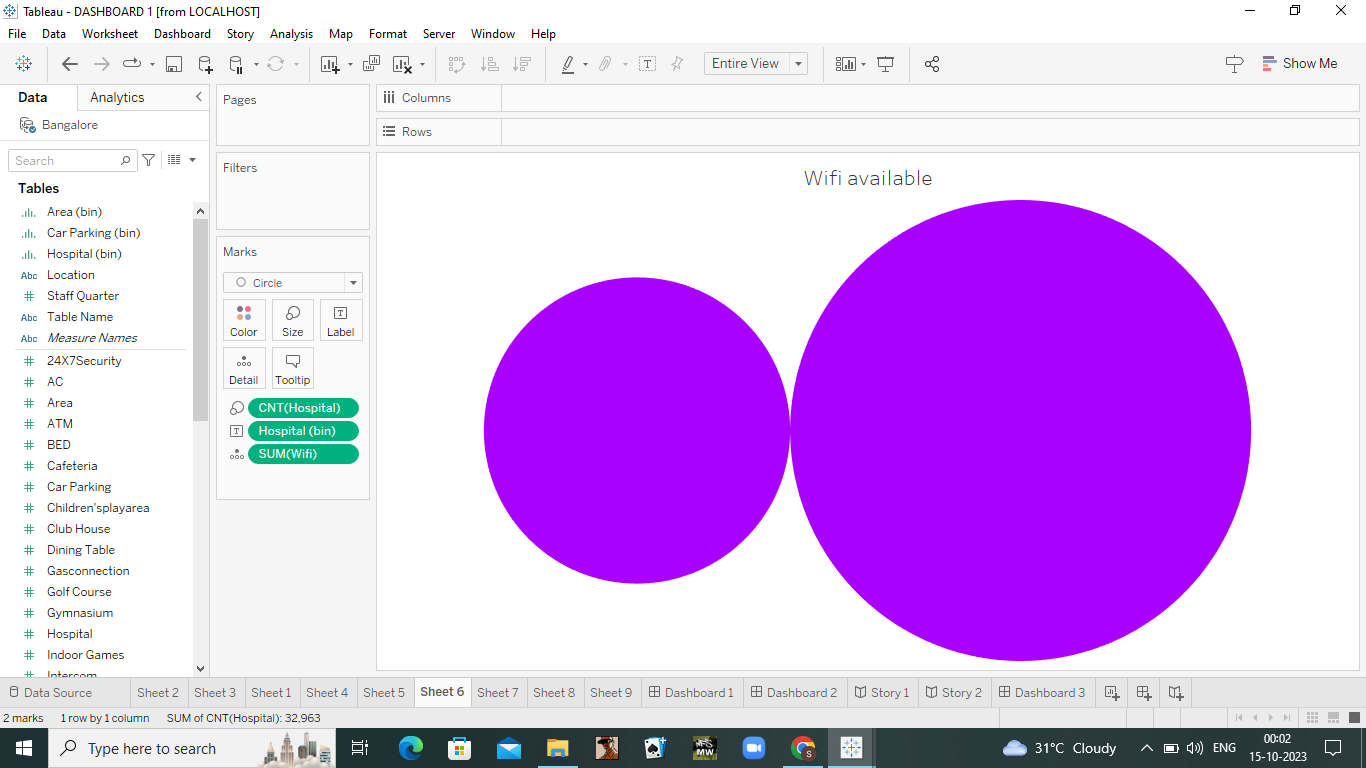 Tableau - DASHBOARD 1 [from LOCALHOST]
File Data Worksheet Dashboard Story Analysis Map Format Server Window Help
Entire View
Show Me
Data Analytics
Bangalore
Search
Tables
Area (bin)
Car Parking (bin)
Hospital (bin)
Abc Location
Staff Quarter
Abc Table Name
Abc Measure Names
24X7Security
AC
Area
ATM
BED
Cafeteria
Car Parking
Children'splayarea
Club House
Dining Table
Gasconnection
Golf Course
Gymnasium
Hospital
Indoor Games
Intercom
Pages
Filters
Marks
Circle
Color Size Label
Detail Tooltip
CNT(Hospital)
Hospital (bin)
SUM(Wifi)
Columns
Rows
Wifi available
Data Source Sheet 2 Sheet 3 Sheet 1 Sheet 4 Sheet 5 Sheet 6 Sheet 7 Sheet 8 Sheet 9 Dashboard 1 Dashboard 2 Story 1 Story 2 Dashboard 3
2 marks 1 row by 1 column SUM of CNT(Hospital): 32,963
Type here to search
MW
S
31°C Cloudy
ENG
00:02
15-10-2023